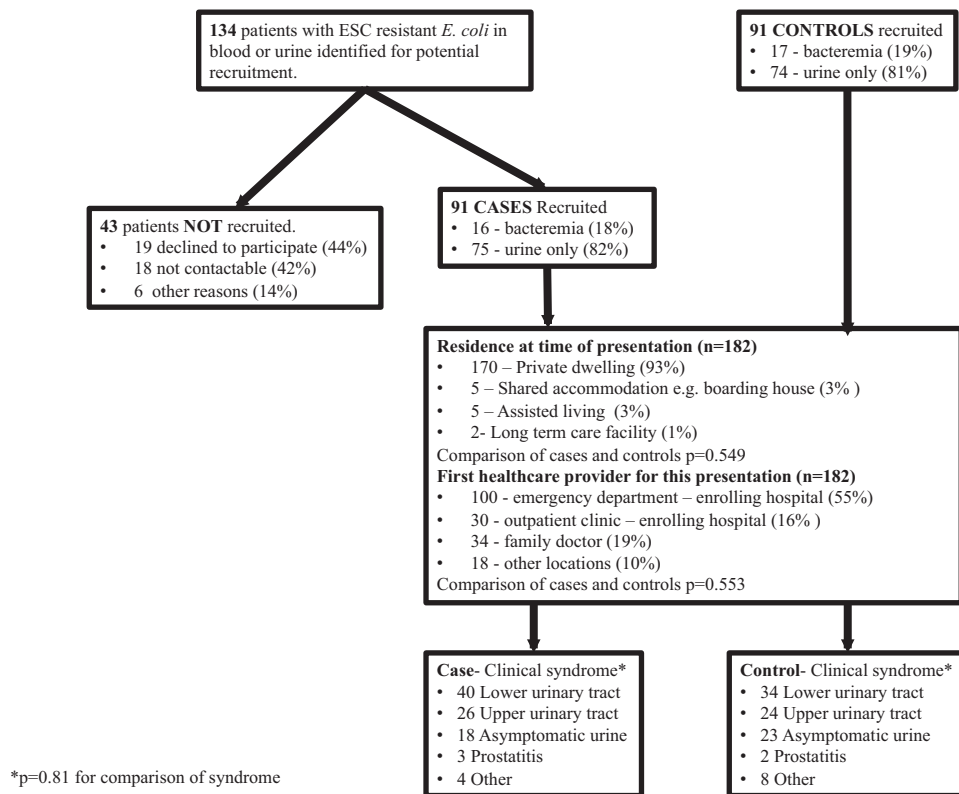 134 patients with ESC resistant E. coli in
blood or urine identified for potential
recruitment.
91 CONTROLS recruited
• 17 - bacteremia (19%)
• 74 - urine only (81%)
43 patients NOT recruited.
• 19 declined to participate (44%)
• 18 not contactable (42%)
• 6 other reasons (14%)
91 CASES Recruited
• 16 - bacteremia (18%)
• 75 - urine only (82%)
Residence at time of presentation (n=182)
• 170 – Private dwelling (93%)
• 5 – Shared accommodation e.g. boarding house (3% )
• 5 – Assisted living (3%)
• 2- Long term care facility (1%)
Comparison of cases and controls p=0.549
First healthcare provider for this presentation (n=182)
• 100 - emergency department – enrolling hospital (55%)
• 30 - outpatient clinic – enrolling hospital (16% )
• 34 - family doctor (19%)
• 18 - other locations (10%)
Comparison of cases and controls p=0.553
Case- Clinical syndrome*
• 40 Lower urinary tract
• 26 Upper urinary tract
• 18 Asymptomatic urine
• 3 Prostatitis
• 4 Other
Control- Clinical syndrome*
• 34 Lower urinary tract
• 24 Upper urinary tract
• 23 Asymptomatic urine
• 2 Prostatitis
• 8 Other
*p=0.81 for comparison of syndrome